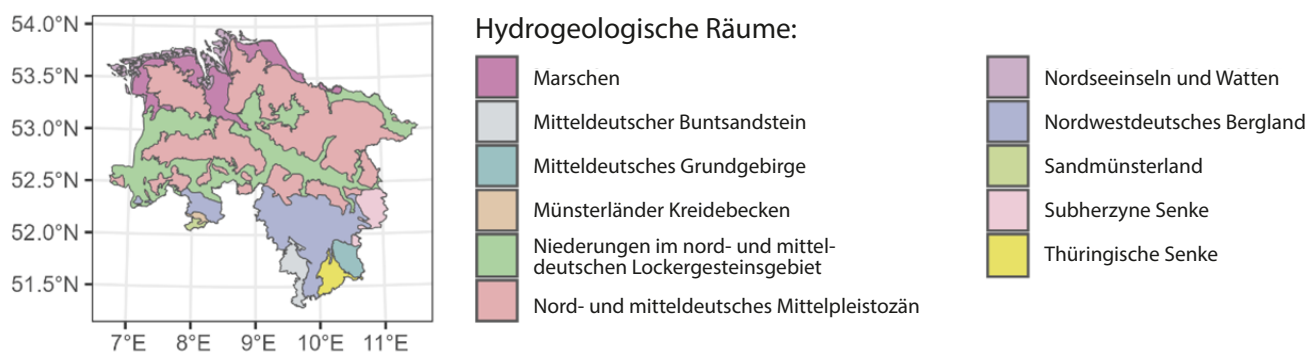 54.0°N
53.5°N
53.0°N
52.5°N
52.0°N
51.5°N
7°E 8°E 9°E 10°E 11°E
Hydrogeologische Räume:
Marschen
Mitteldeutscher Buntsandstein
Mitteldeutsches Grundgebirge
Münsterländer Kreidebecken
Niederungen im nord- und mittel-
deutschen Lockergesteinsgebiet
Nord- und mitteldeutsches Mittelpleistozän
Nordseeinseln und Watten
Nordwestdeutsches Bergland
Sandmünsterland
Subherzyne Senke
Thüringische Senke